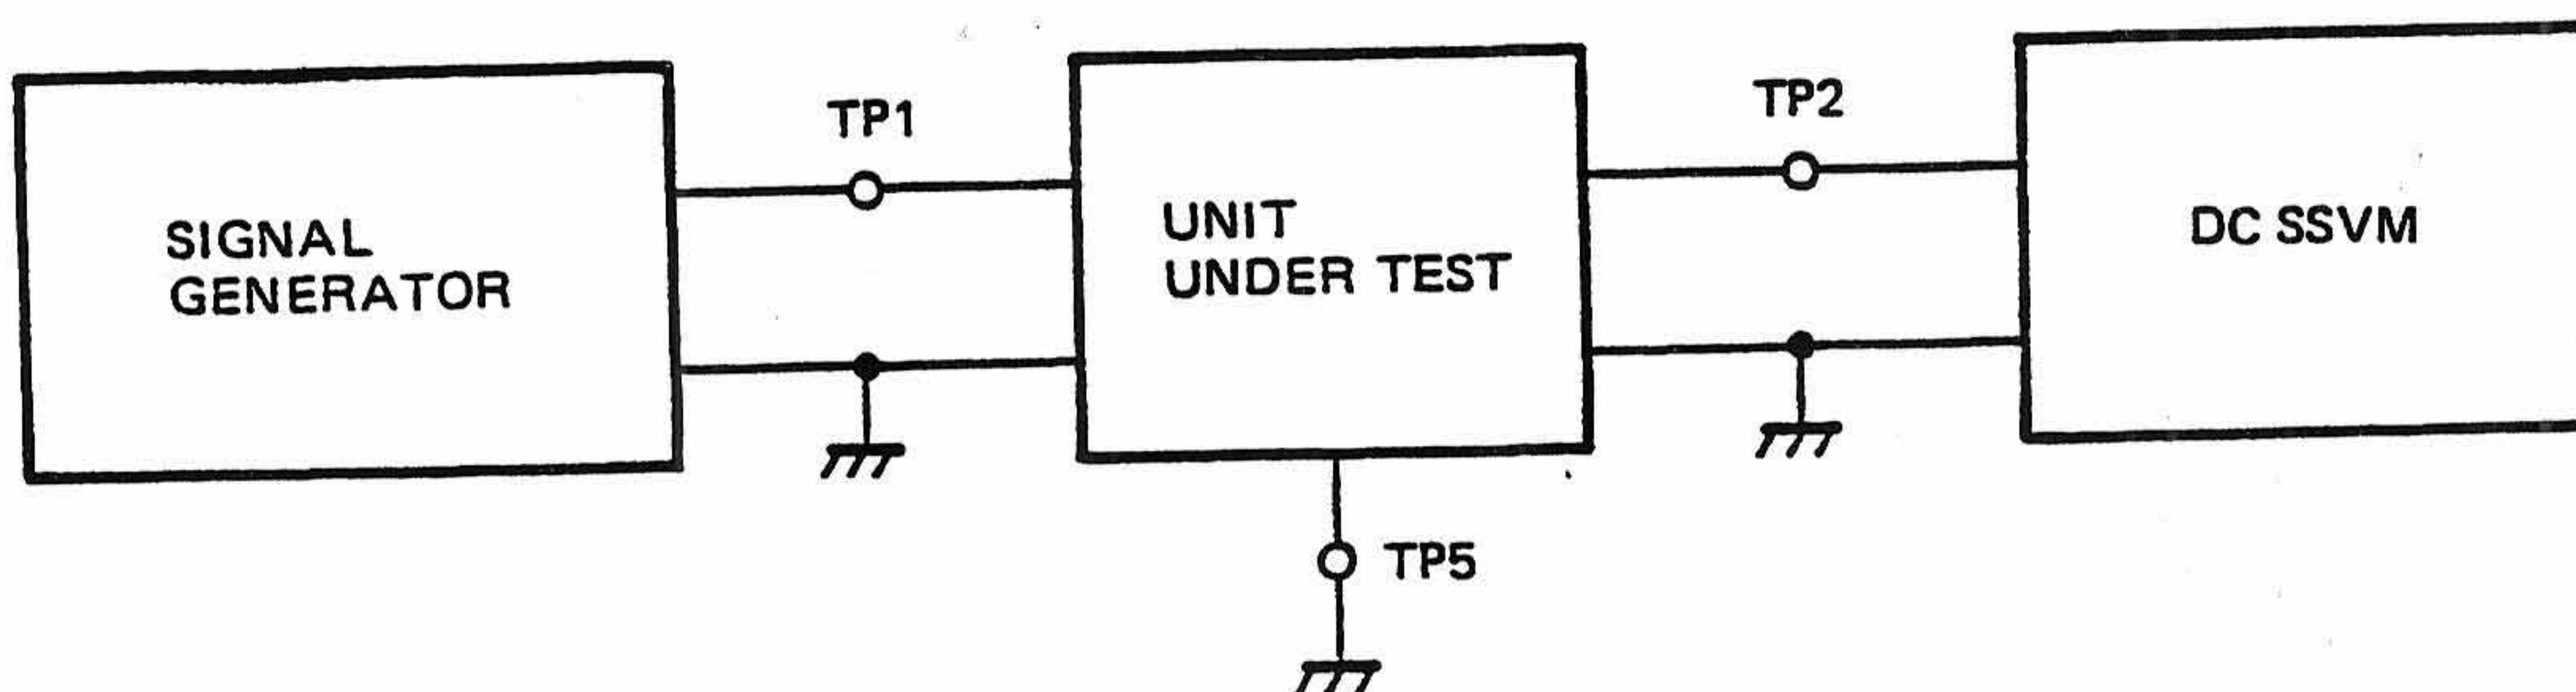 TP1
TP2
SIGNAL
GENERATOR
UNIT
UNDER TEST
DC SSVM
TP5